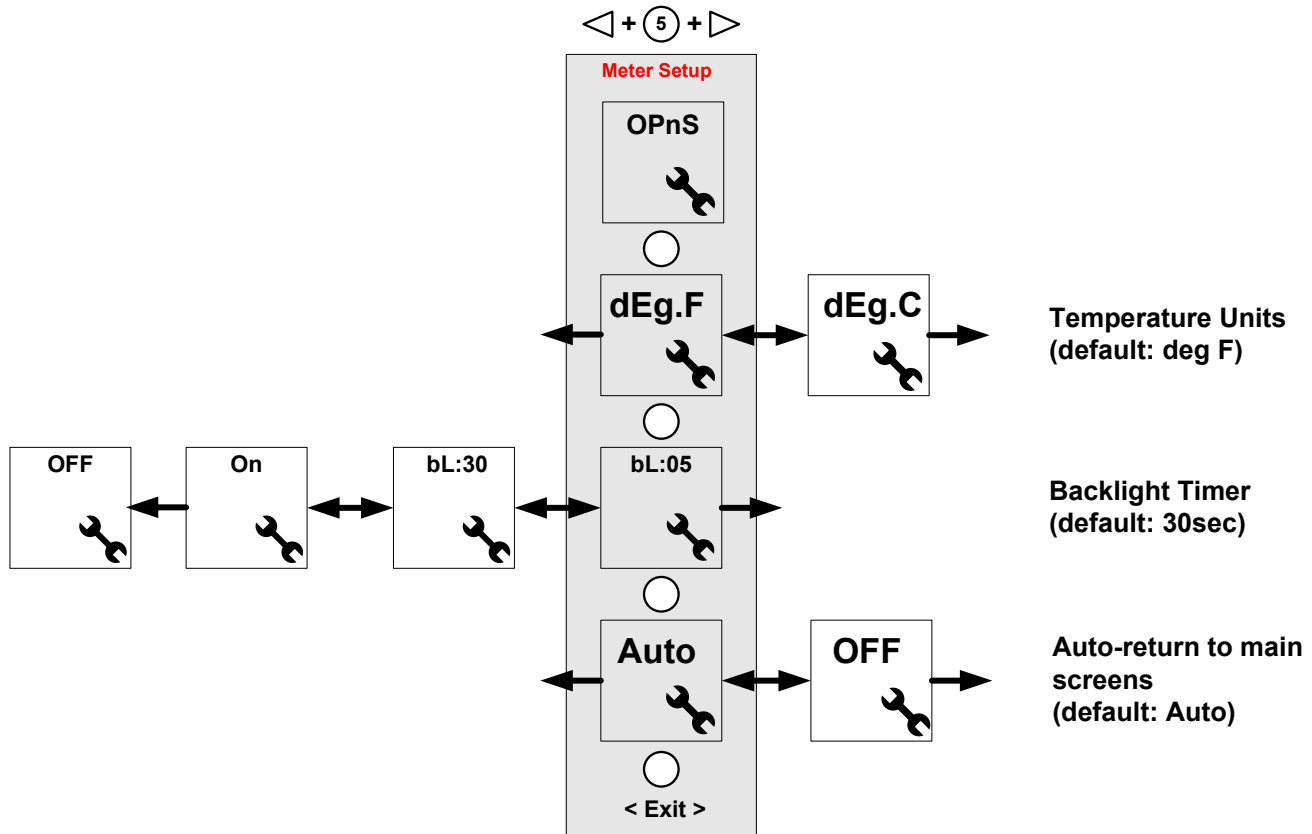 + 5 +
Meter Setup
OPnS
dEg.F
dEg.C
Temperature Units
(default: deg F)
OFF
On
bL:30
bL:05
Backlight Timer
(default: 30sec)
Auto
OFF
Auto-return to main
screens
(default: Auto)
< Exit >